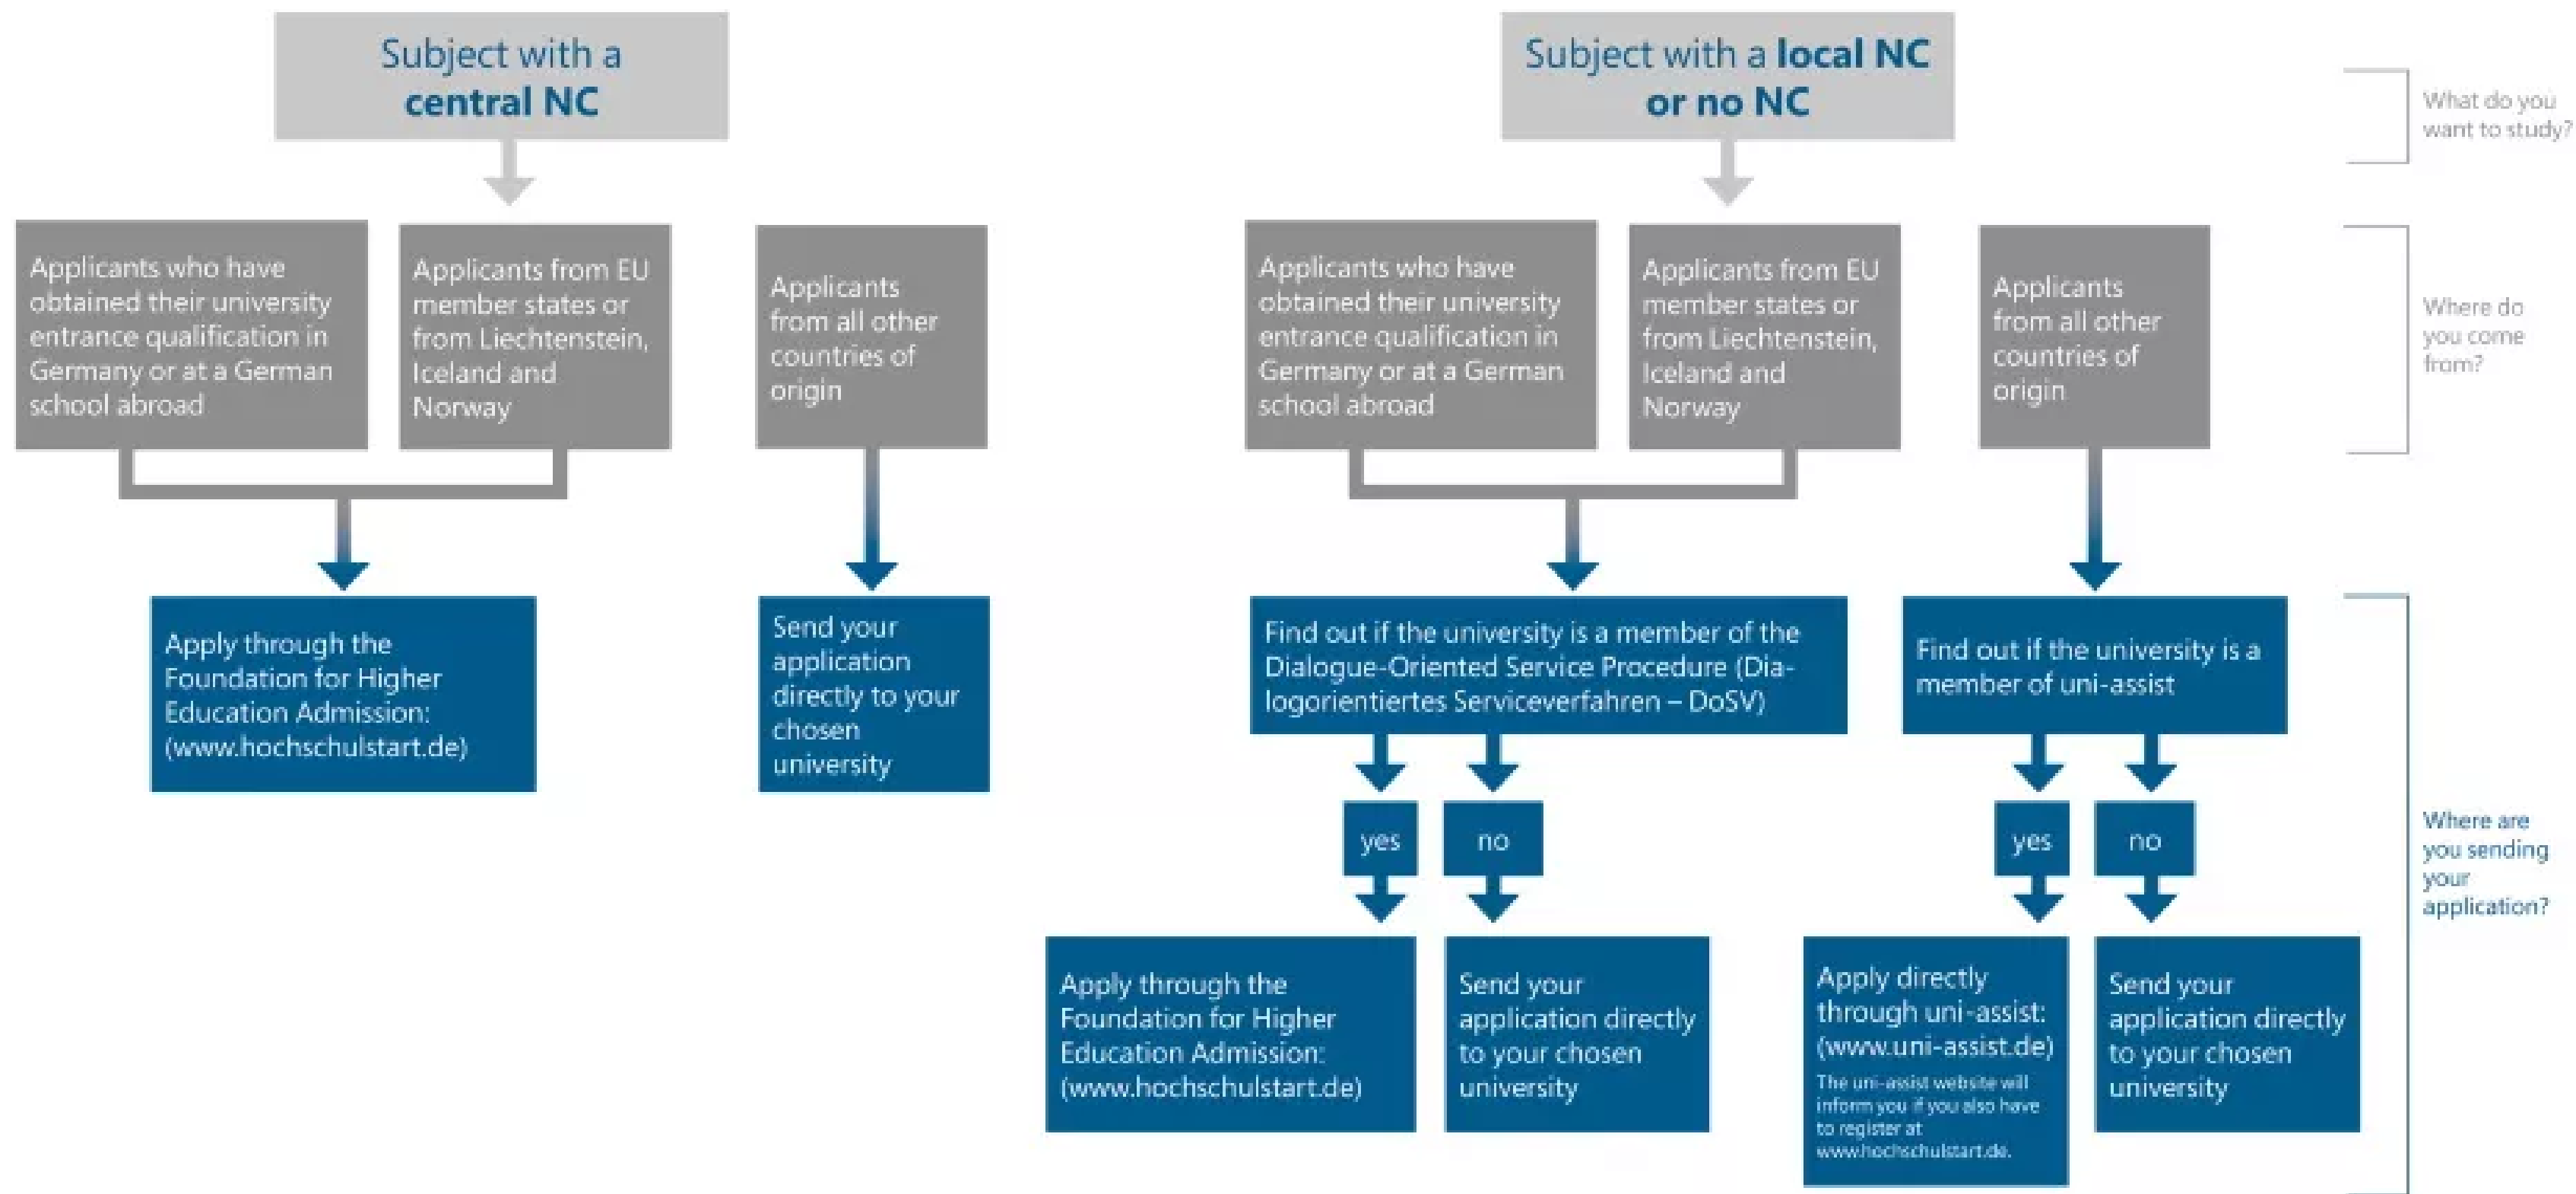 Subject with a
central NC
Subject with a local NC
or no NC
What do you
want to study?
Applicants who have
obtained their university
entrance qualification in
Germany or at a German
school abroad
Applicants from EU
member states or
from Liechtenstein,
Iceland and
Norway
Applicants
from all other
countries of
origin
Applicants who have
obtained their university
entrance qualification in
Germany or at a German
school abroad
Applicants from EU
member states or
from Liechtenstein,
Iceland and
Norway
Applicants
from all other
countries of
origin
Where do
you come
from?
Apply through the
Foundation for Higher
Education Admission:
(www.hochschulstart.de)
Send your
application
directly to your
chosen
university
Find out if the university is a member of the
Dialogue-Oriented Service Procedure (Dia-
logorientiertes Serviceverfahren – DoSV)
Find out if the university is a
member of uni-assist
yes
no
yes
no
Where are
you sending
your
application?
Apply through the
Foundation for Higher
Education Admission:
(www.hochschulstart.de)
Send your
application directly
to your chosen
university
Apply directly
through uni-assist:
(www.uni-assist.de)
The uni-assist website will
inform you if you also have
to register at
www.hochschulstart.de.
Send your
application directly
to your chosen
university